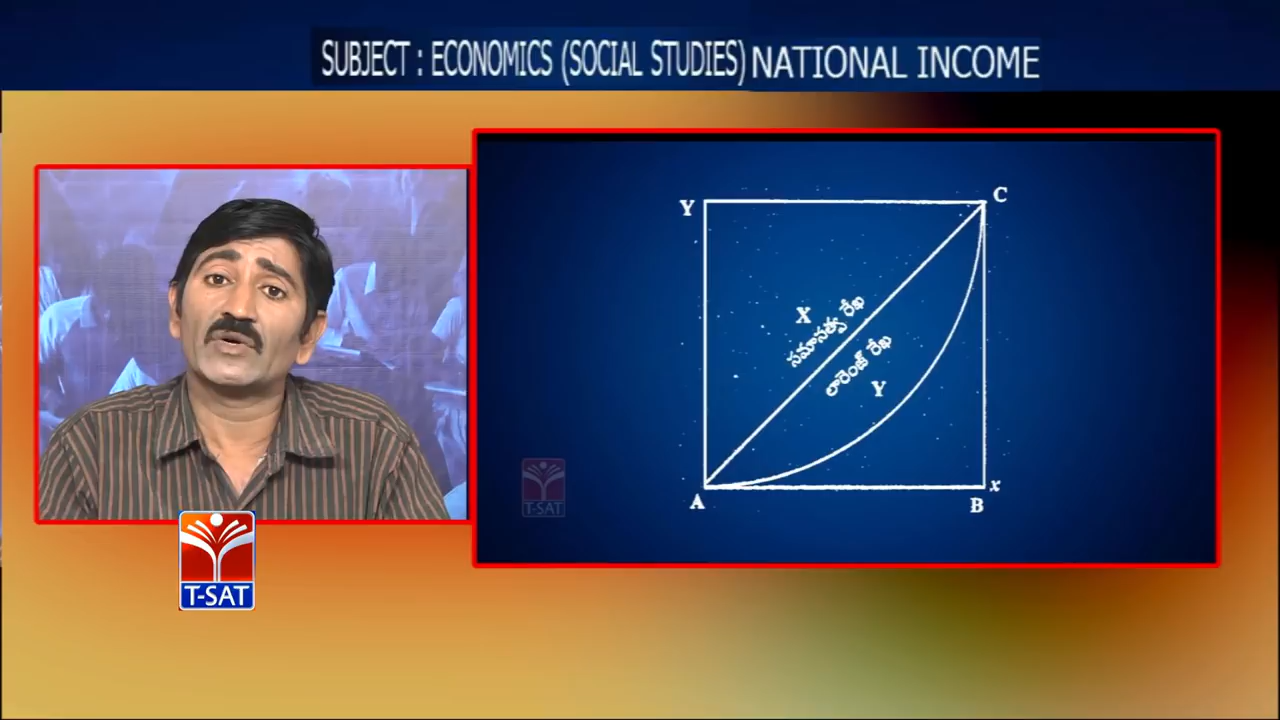 SUBJECT : ECONOMICS (SOCIAL STUDIES) NATIONAL INCOME
Y
C
X
సమానత్వ రేఖ
లారెంజ్ రేఖ
Y
A
B
x
T-SAT
T-SAT